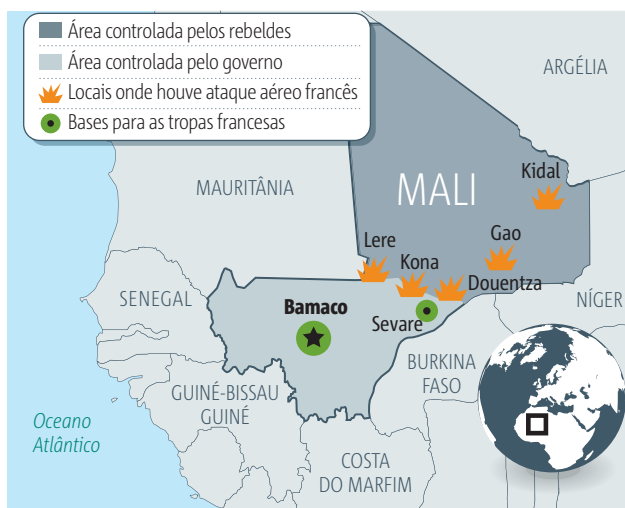 Área controlada pelos rebeldes
Área controlada pelo governo
Locais onde houve ataque aéreo francês
Bases para as tropas francesas
ARGÉLIA
MAURITÂNIA
MALI
Kidal
Lere
Kona
Gao
Douentza
SENEGAL
Bamaco
Sevare
NÍGER
BURKINA
FASO
GUINÉ-BISSAU
GUINÉ
Oceano
Atlântico
COSTA
DO MARFIM